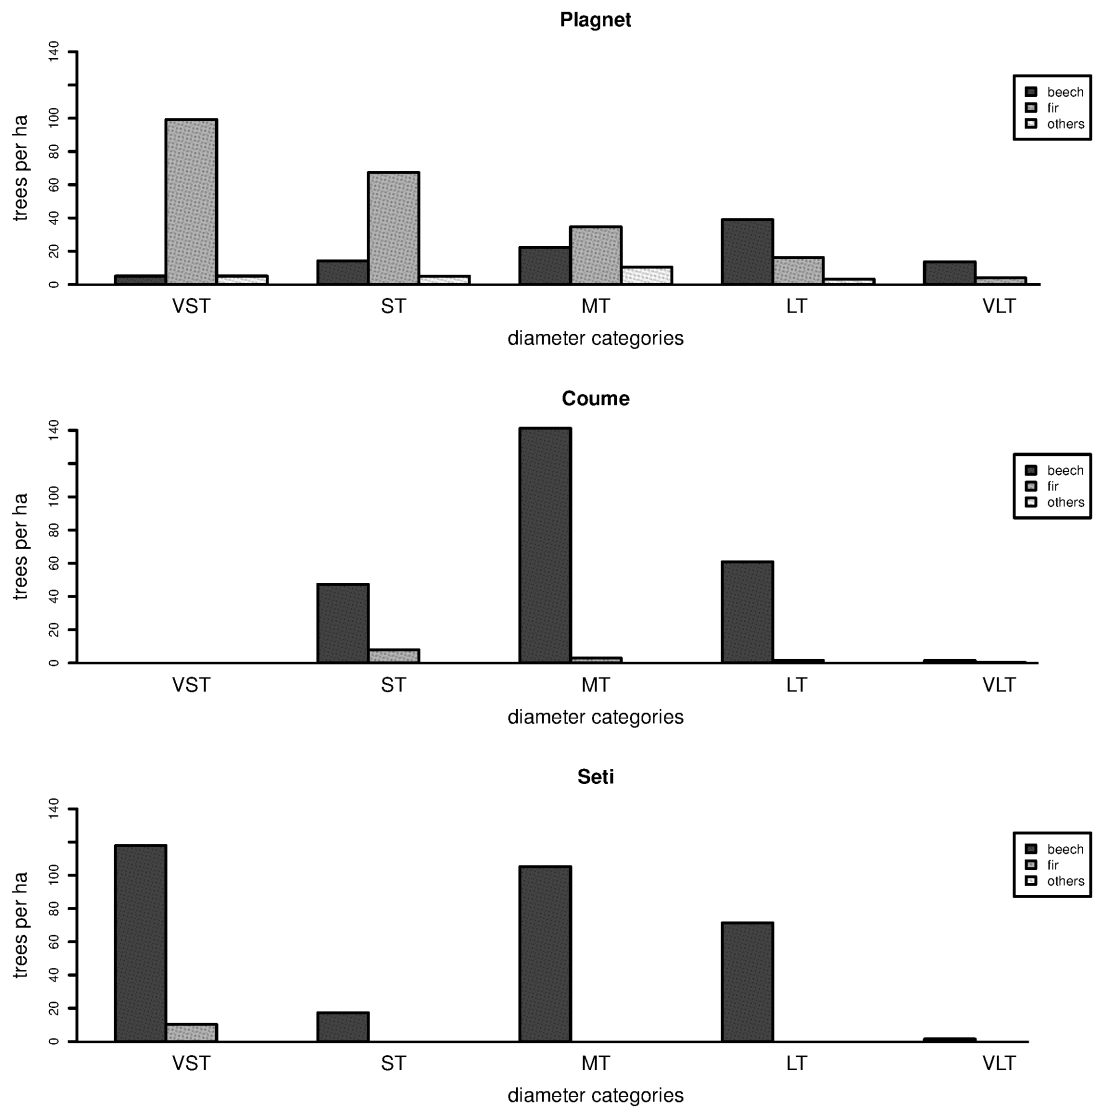 Plagnet
trees per ha
0 20 40 60 80 100 140
beech
fir
others
VST ST MT LT VLT
diameter categories
Coume
trees per ha
0 20 40 60 80 100 140
beech
fir
others
VST ST MT LT VLT
diameter categories
Seti
trees per ha
0 20 40 60 80 100 140
beech
fir
others
VST ST MT LT VLT
diameter categories